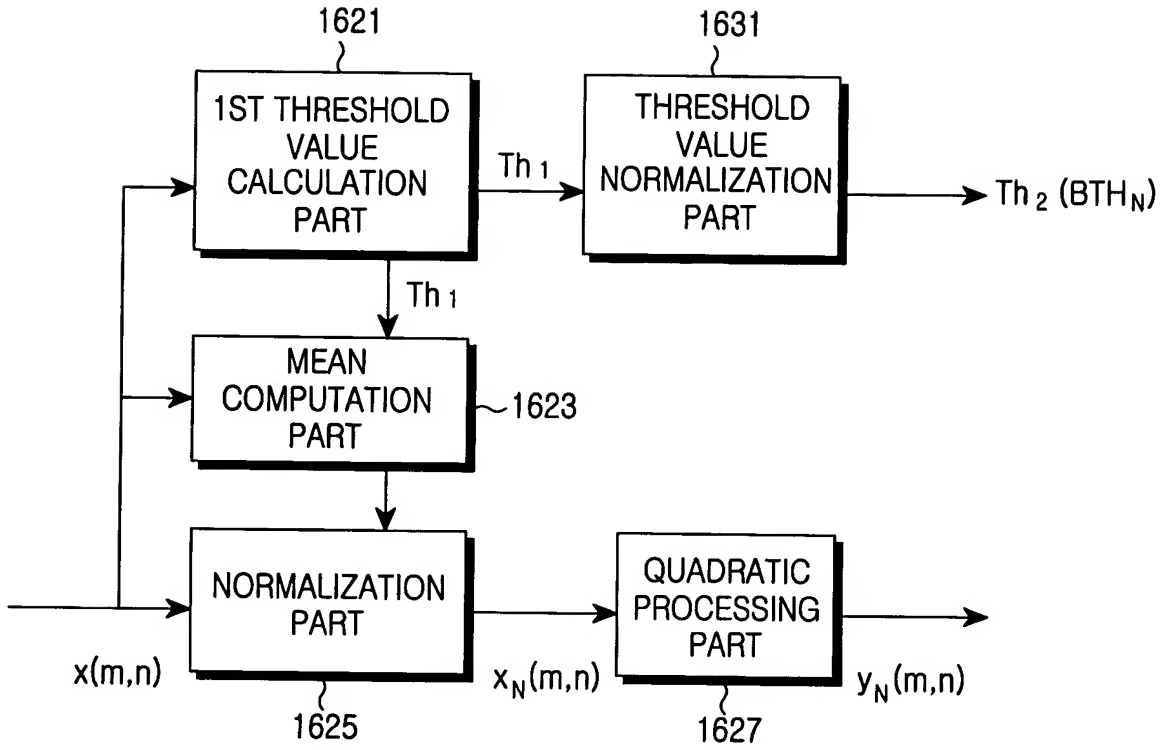 1621
1631
1ST THRESHOLD
VALUE
CALCULATION
PART
Th 1
THRESHOLD
VALUE
NORMALIZATION
PART
Th 2 (BTH N)
Th 1
MEAN
COMPUTATION
PART
1623
NORMALIZATION
PART
QUADRATIC
PROCESSING
PART
x(m,n)
x N (m,n)
y N (m,n)
1625
1627